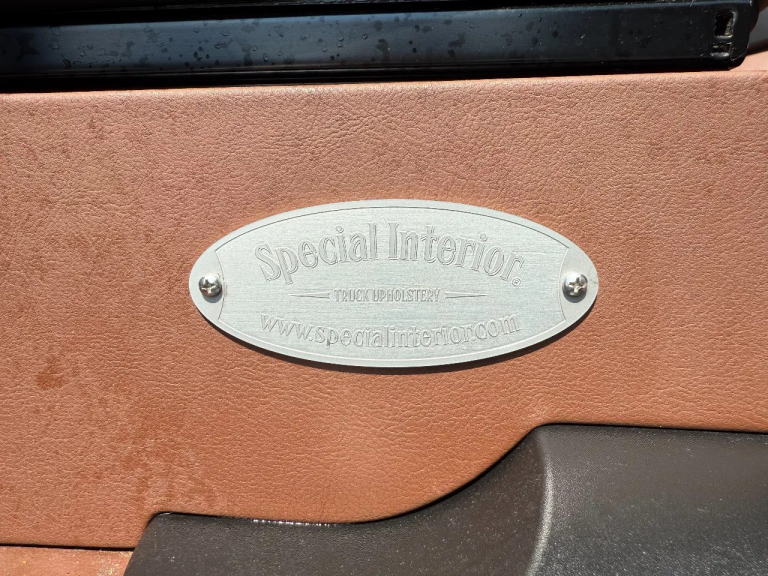 Special Interior®
TRUCK UPHOLSTERY
www.specialinterior.com